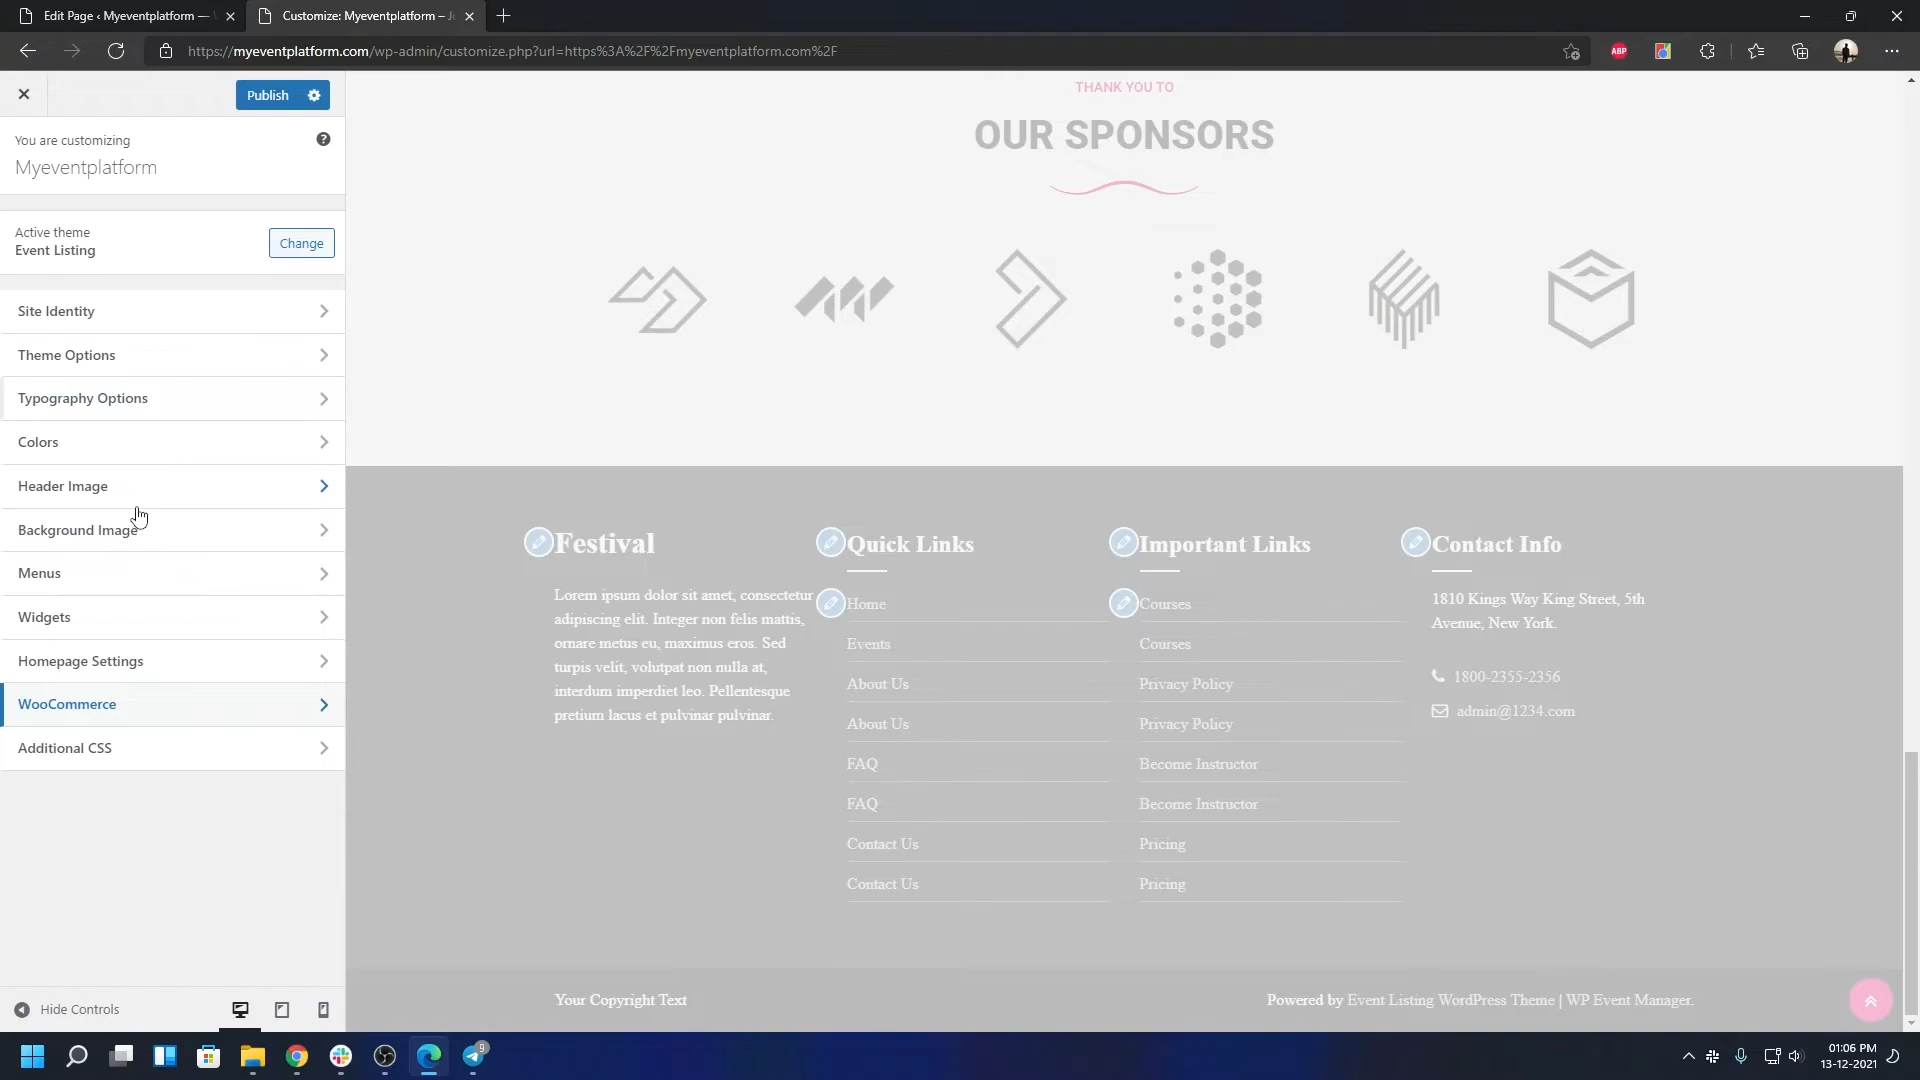 Edit Page ‹ Myeventplatform —
Customize: Myeventplatform –
https://myeventplatform.com/wp-admin/customize.php?url=https%3A%2F%2Fmyeventplatform.com%2F
ABP
Publish
You are customizing
Myeventplatform
Active theme
Event Listing
Change
Site Identity
Theme Options
Typography Options
Colors
Header Image
Background Image
Menus
Widgets
Homepage Settings
WooCommerce
Additional CSS
Hide Controls
THANK YOU TO
OUR SPONSORS
Festival
Lorem ipsum dolor sit amet, consectetur
adipiscing elit. Integer non felis mattis,
ornare metus eu, maximus eros. Sed
turpis velit, volutpat non nulla at,
interdum imperdiet leo. Pellentesque
pretium lacus et pulvinar pulvinar.
Quick Links
Home
Events
About Us
About Us
FAQ
FAQ
Contact Us
Contact Us
Important Links
Courses
Courses
Privacy Policy
Privacy Policy
Become Instructor
Become Instructor
Pricing
Pricing
Contact Info
1810 Kings Way King Street, 5th
Avenue, New York.
1800-2355-2356
admin@1234.com
Your Copyright Text
Powered by Event Listing WordPress Theme | WP Event Manager.
9
01:06 PM
13-12-2021